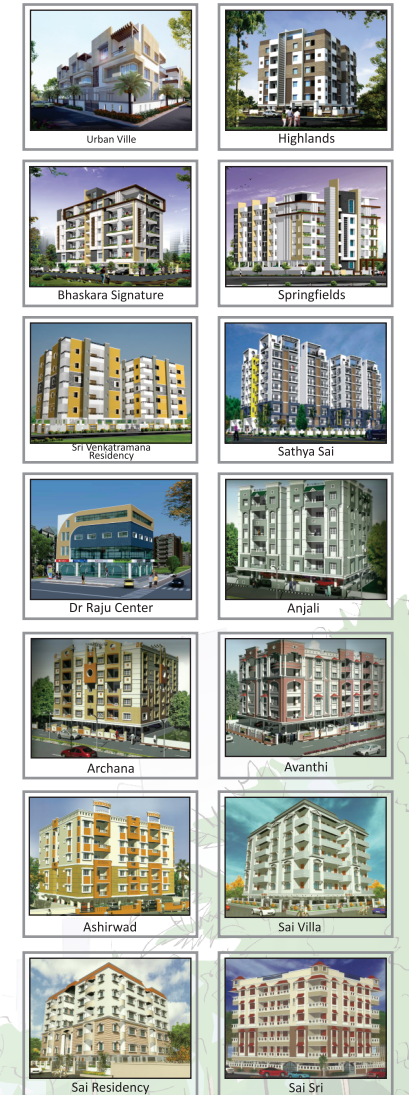 Urban Ville
Highlands
Bhaskara Signature
Springfields
Sri Venkatramana
Residency
Sathya Sai
Dr Raju Center
Anjali
Archana
Avanthi
Ashirwad
Sai Villa
Sai Residency
Sai Sri